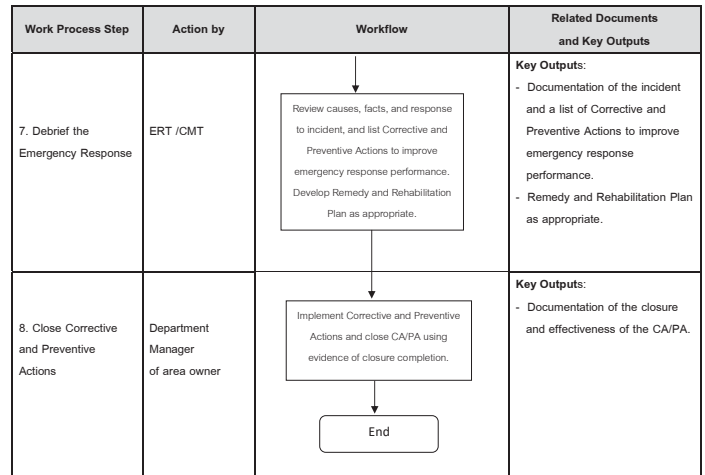 Work Process Step
Action by
Workflow
Related Documents
and Key Outputs
7. Debrief the
Emergency Response
ERT /CMT
Review causes, facts, and response
to incident, and list Corrective and
Preventive Actions to improve
emergency response performance.
Develop Remedy and Rehabilitation
Plan as appropriate.
Key Outputs:
- Documentation of the incident
and a list of Corrective and
Preventive Actions to improve
emergency response
performance.
- Remedy and Rehabilitation Plan
as appropriate.
8. Close Corrective
and Preventive
Actions
Department
Manager
of area owner
Implement Corrective and Preventive
Actions and close CA/PA using
evidence of closure completion.
End
Key Outputs:
- Documentation of the closure
and effectiveness of the CA/PA.